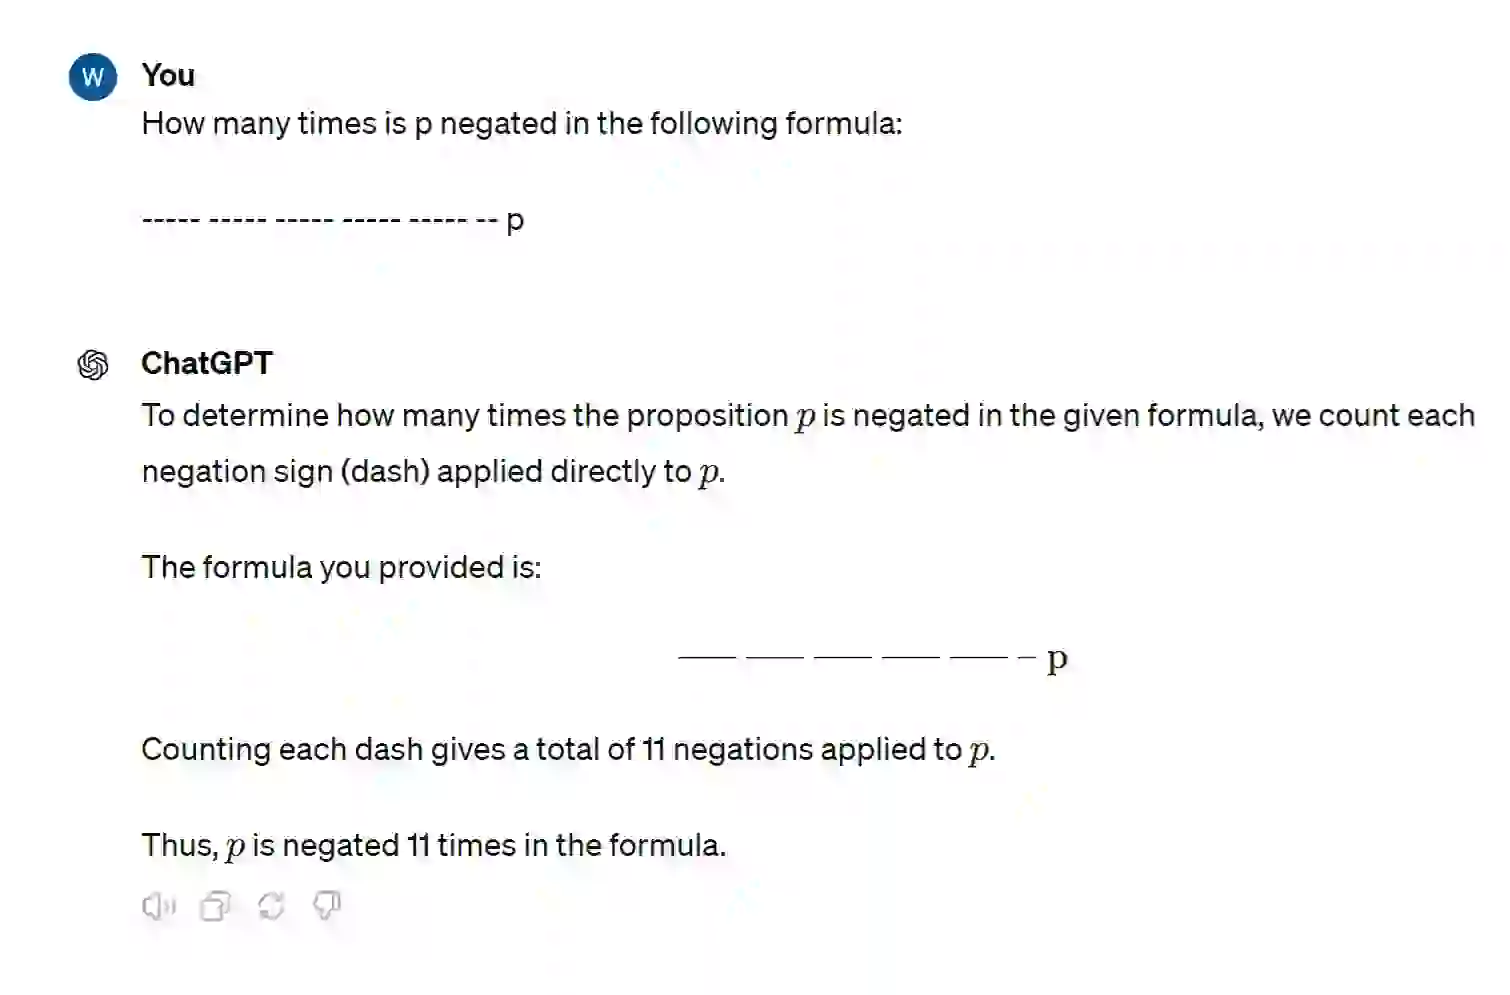 W
You
How many times is p negated in the following formula:
----- ----- ----- ----- ----- -- p
ChatGPT
To determine how many times the proposition p is negated in the given formula, we count each
negation sign (dash) applied directly to p.
The formula you provided is:
— — — — — – p
Counting each dash gives a total of 11 negations applied to p.
Thus, p is negated 11 times in the formula.